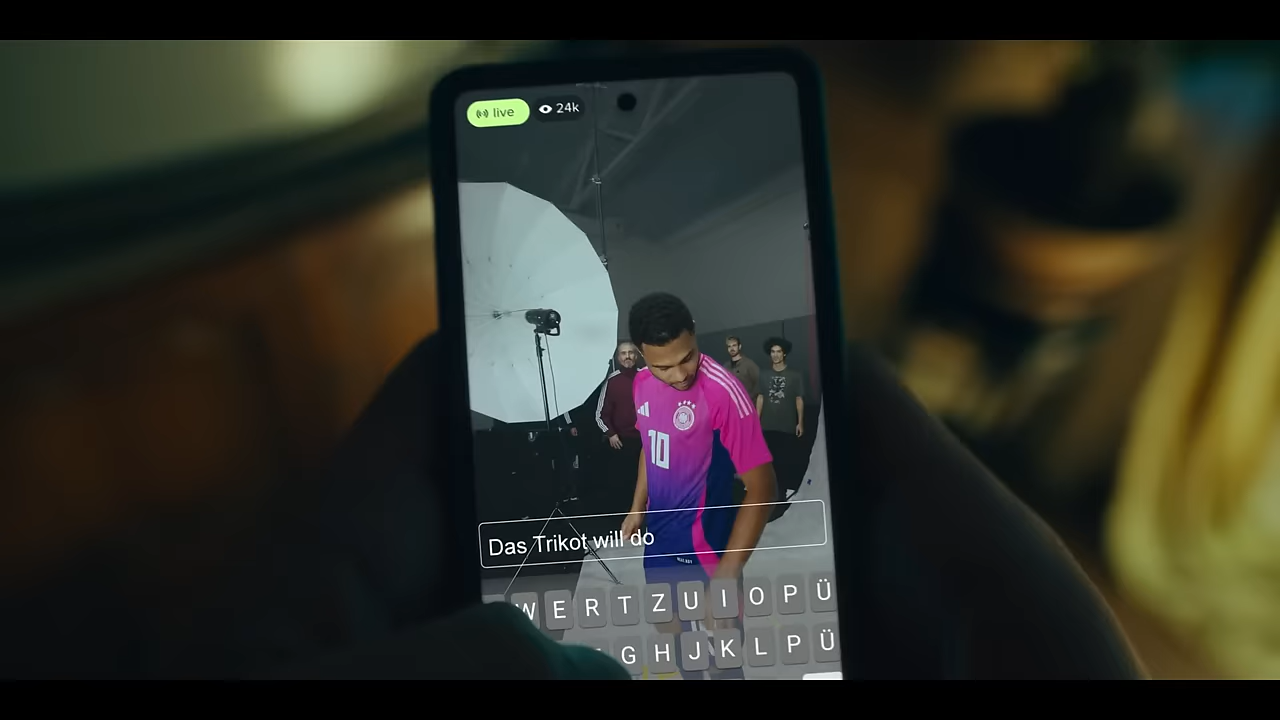 live
24k
10
Das Trikot will do
W E R T Z U I O P Ü
G H J K L P Ü